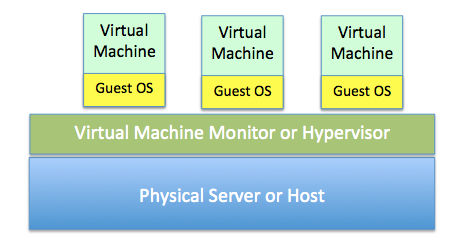 Virtual
Machine
Guest OS
Virtual
Machine
Guest OS
Virtual
Machine
Guest OS
Virtual Machine Monitor or Hypervisor
Physical Server or Host